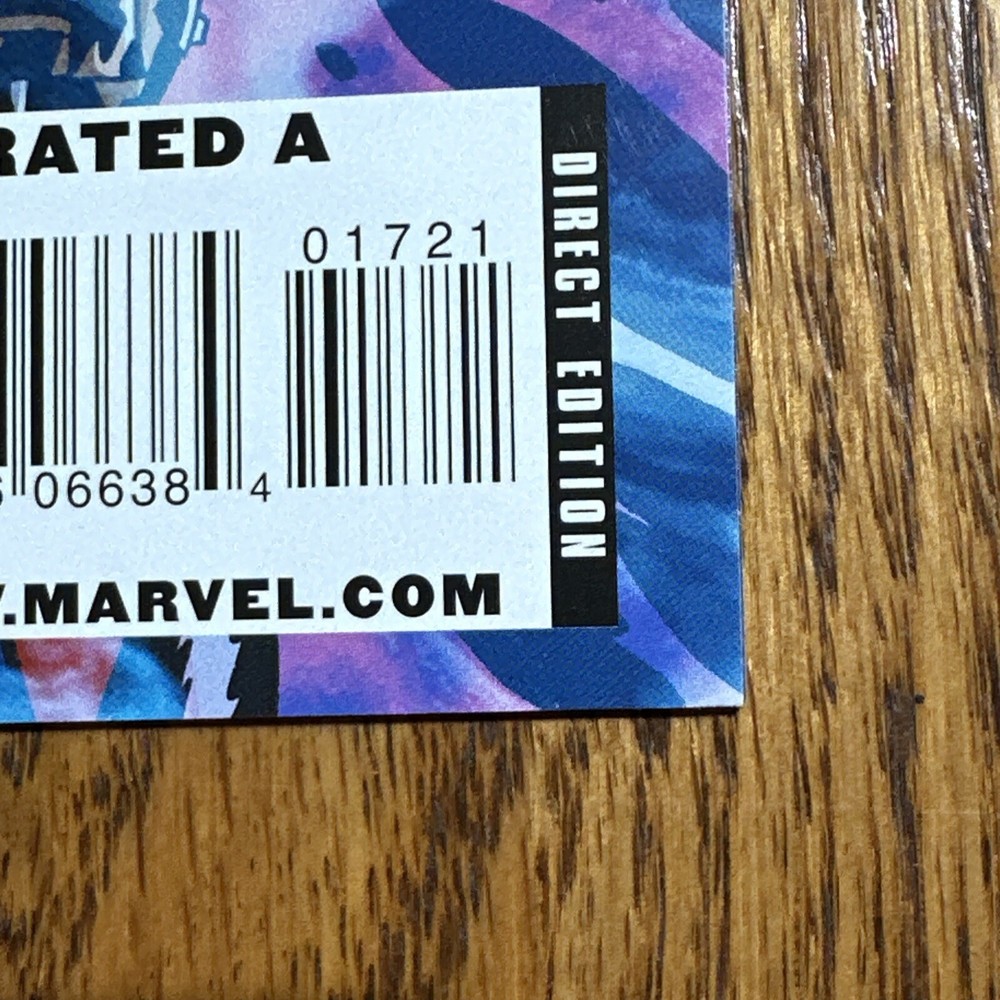 RATED A
01721
06638 4
.MARVEL.COM
DIRECT EDITION